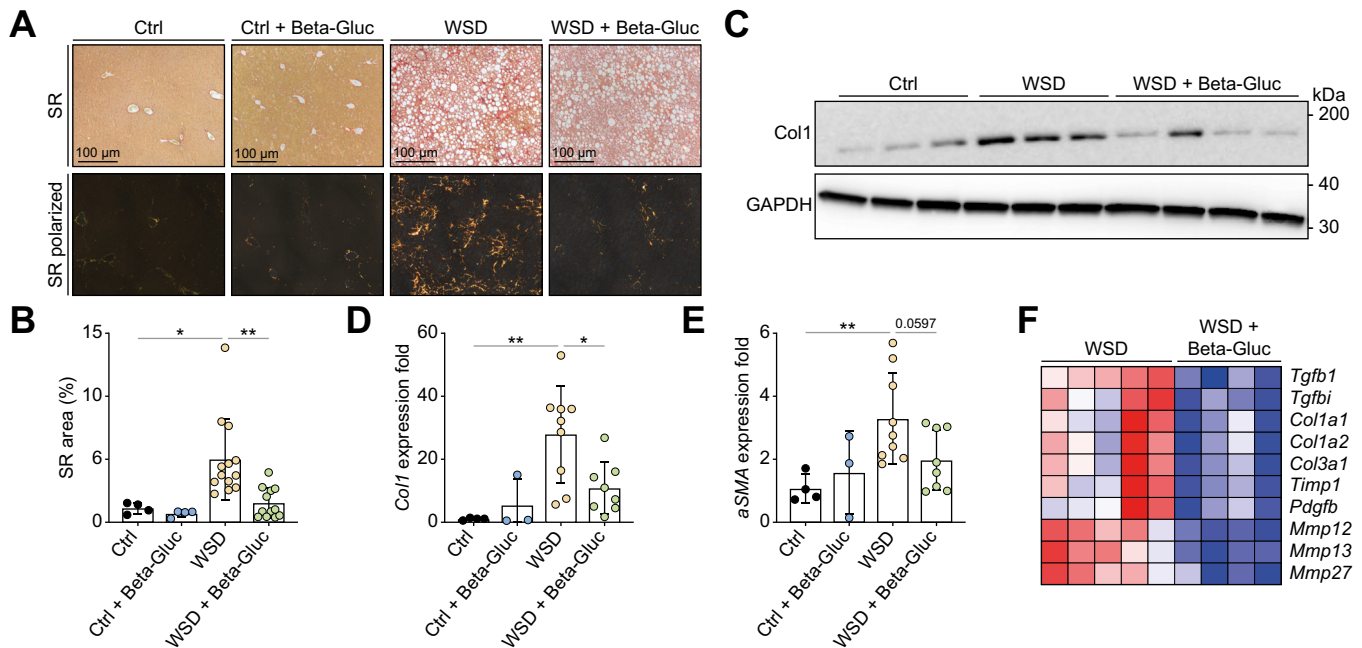 A
Ctrl
Ctrl + Beta-Gluc
WSD
WSD + Beta-Gluc
SR
100 µm
100 µm
100 µm
100 µm
SR polarized
C
Ctrl
WSD
WSD + Beta-Gluc
kDa
200
Col1
40
GAPDH
30
B
SR area (%)
15
10
6
0
*
**
Ctrl
Ctrl + Beta-Gluc
WSD
WSD + Beta-Gluc
D
Col1 expression fold
60
40
20
0
**
*
Ctrl
Ctrl + Beta-Gluc
WSD
WSD + Beta-Gluc
E
aSMA expression fold
6
4
2
0
**
0.0597
Ctrl
Ctrl + Beta-Gluc
WSD
WSD + Beta-Gluc
F
WSD
WSD +
Beta-Gluc
Tgfb1
Tgfbi
Col1a1
Col1a2
Col3a1
Timp1
Pdgfb
Mmp12
Mmp13
Mmp27